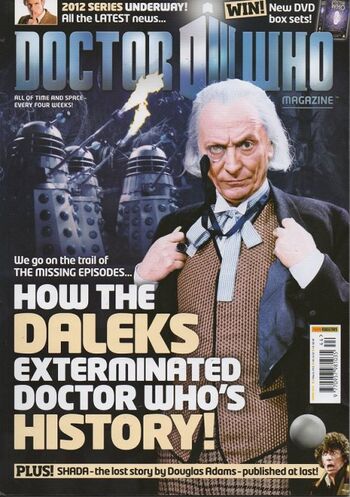 2012 SERIES UNDERWAY!
All the LATEST news...
WIN!
New DVD
box sets!
DOCTOR WHO
MAGAZINE
ALL OF TIME AND SPACE -
EVERY FOUR WEEKS!
We go on the trail of
THE MISSING EPISODES...
HOW THE
DALEKS
EXTERMINATED
DOCTOR WHO'S
HISTORY!
PLUS! SHADA - the lost story by Douglas Adams - published at last!